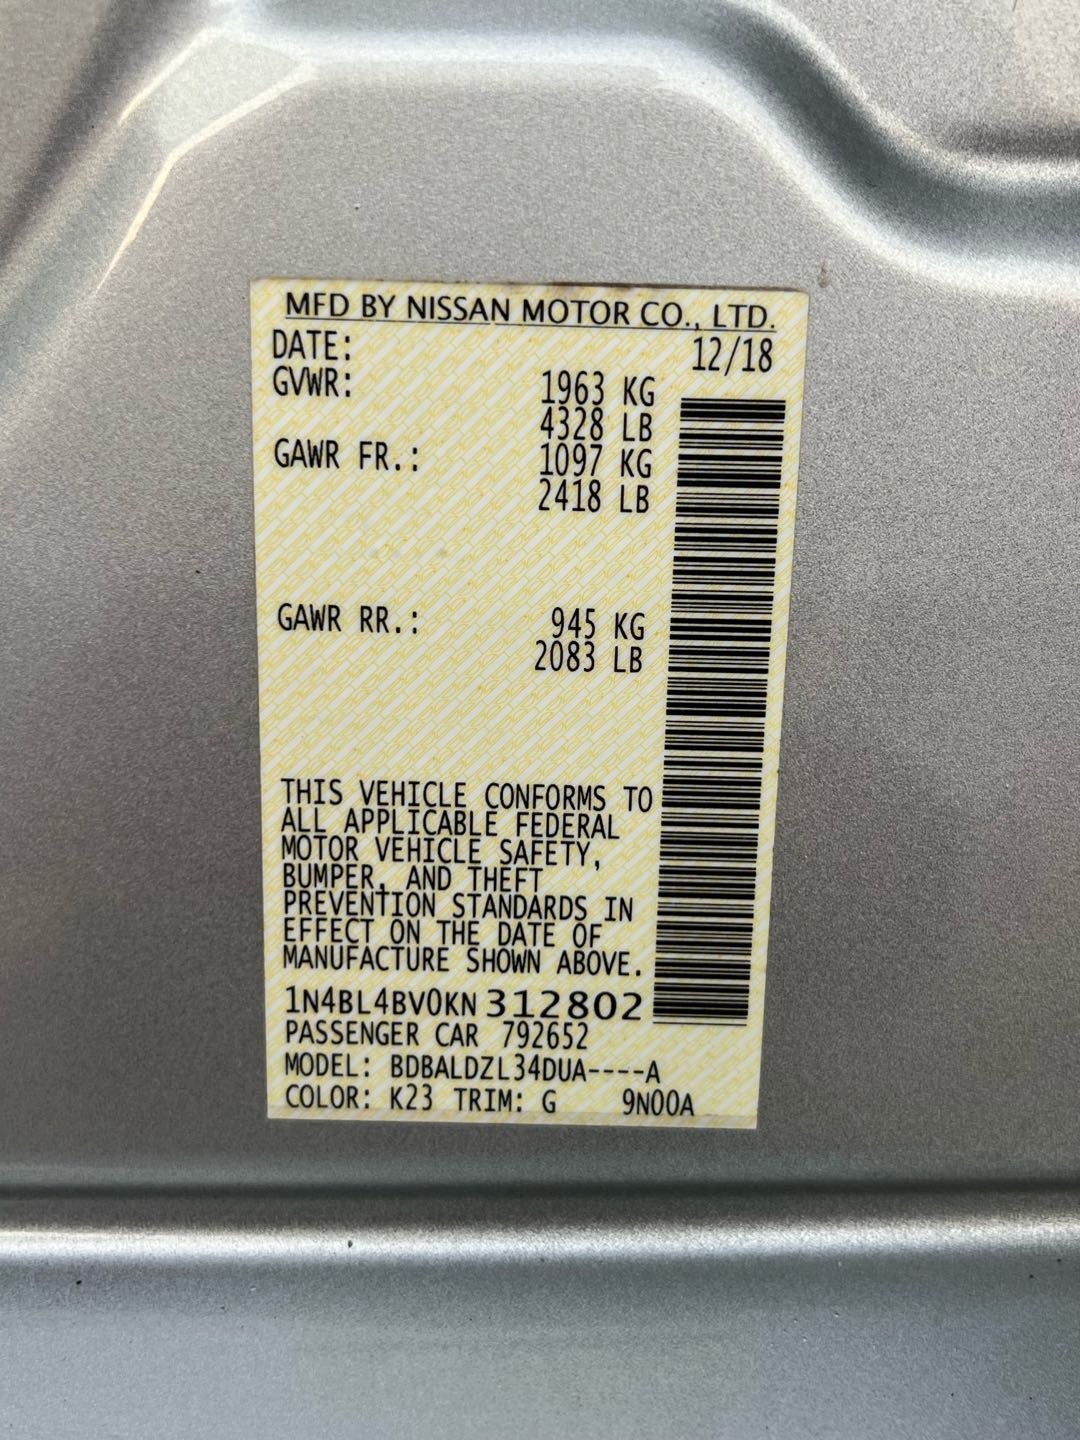 MFD BY NISSAN MOTOR CO., LTD.
DATE: 12/18
GVWR: 1963 KG
4328 LB
GAWR FR.: 1097 KG
2418 LB
GAWR RR.: 945 KG
2083 LB
THIS VEHICLE CONFORMS TO
ALL APPLICABLE FEDERAL
MOTOR VEHICLE SAFETY,
BUMPER, AND THEFT
PREVENTION STANDARDS IN
EFFECT ON THE DATE OF
MANUFACTURE SHOWN ABOVE.
1N4BL4BV0KN312802
PASSENGER CAR 792652
MODEL: BDBALDZL34DUA----A
COLOR: K23 TRIM: G 9N00A